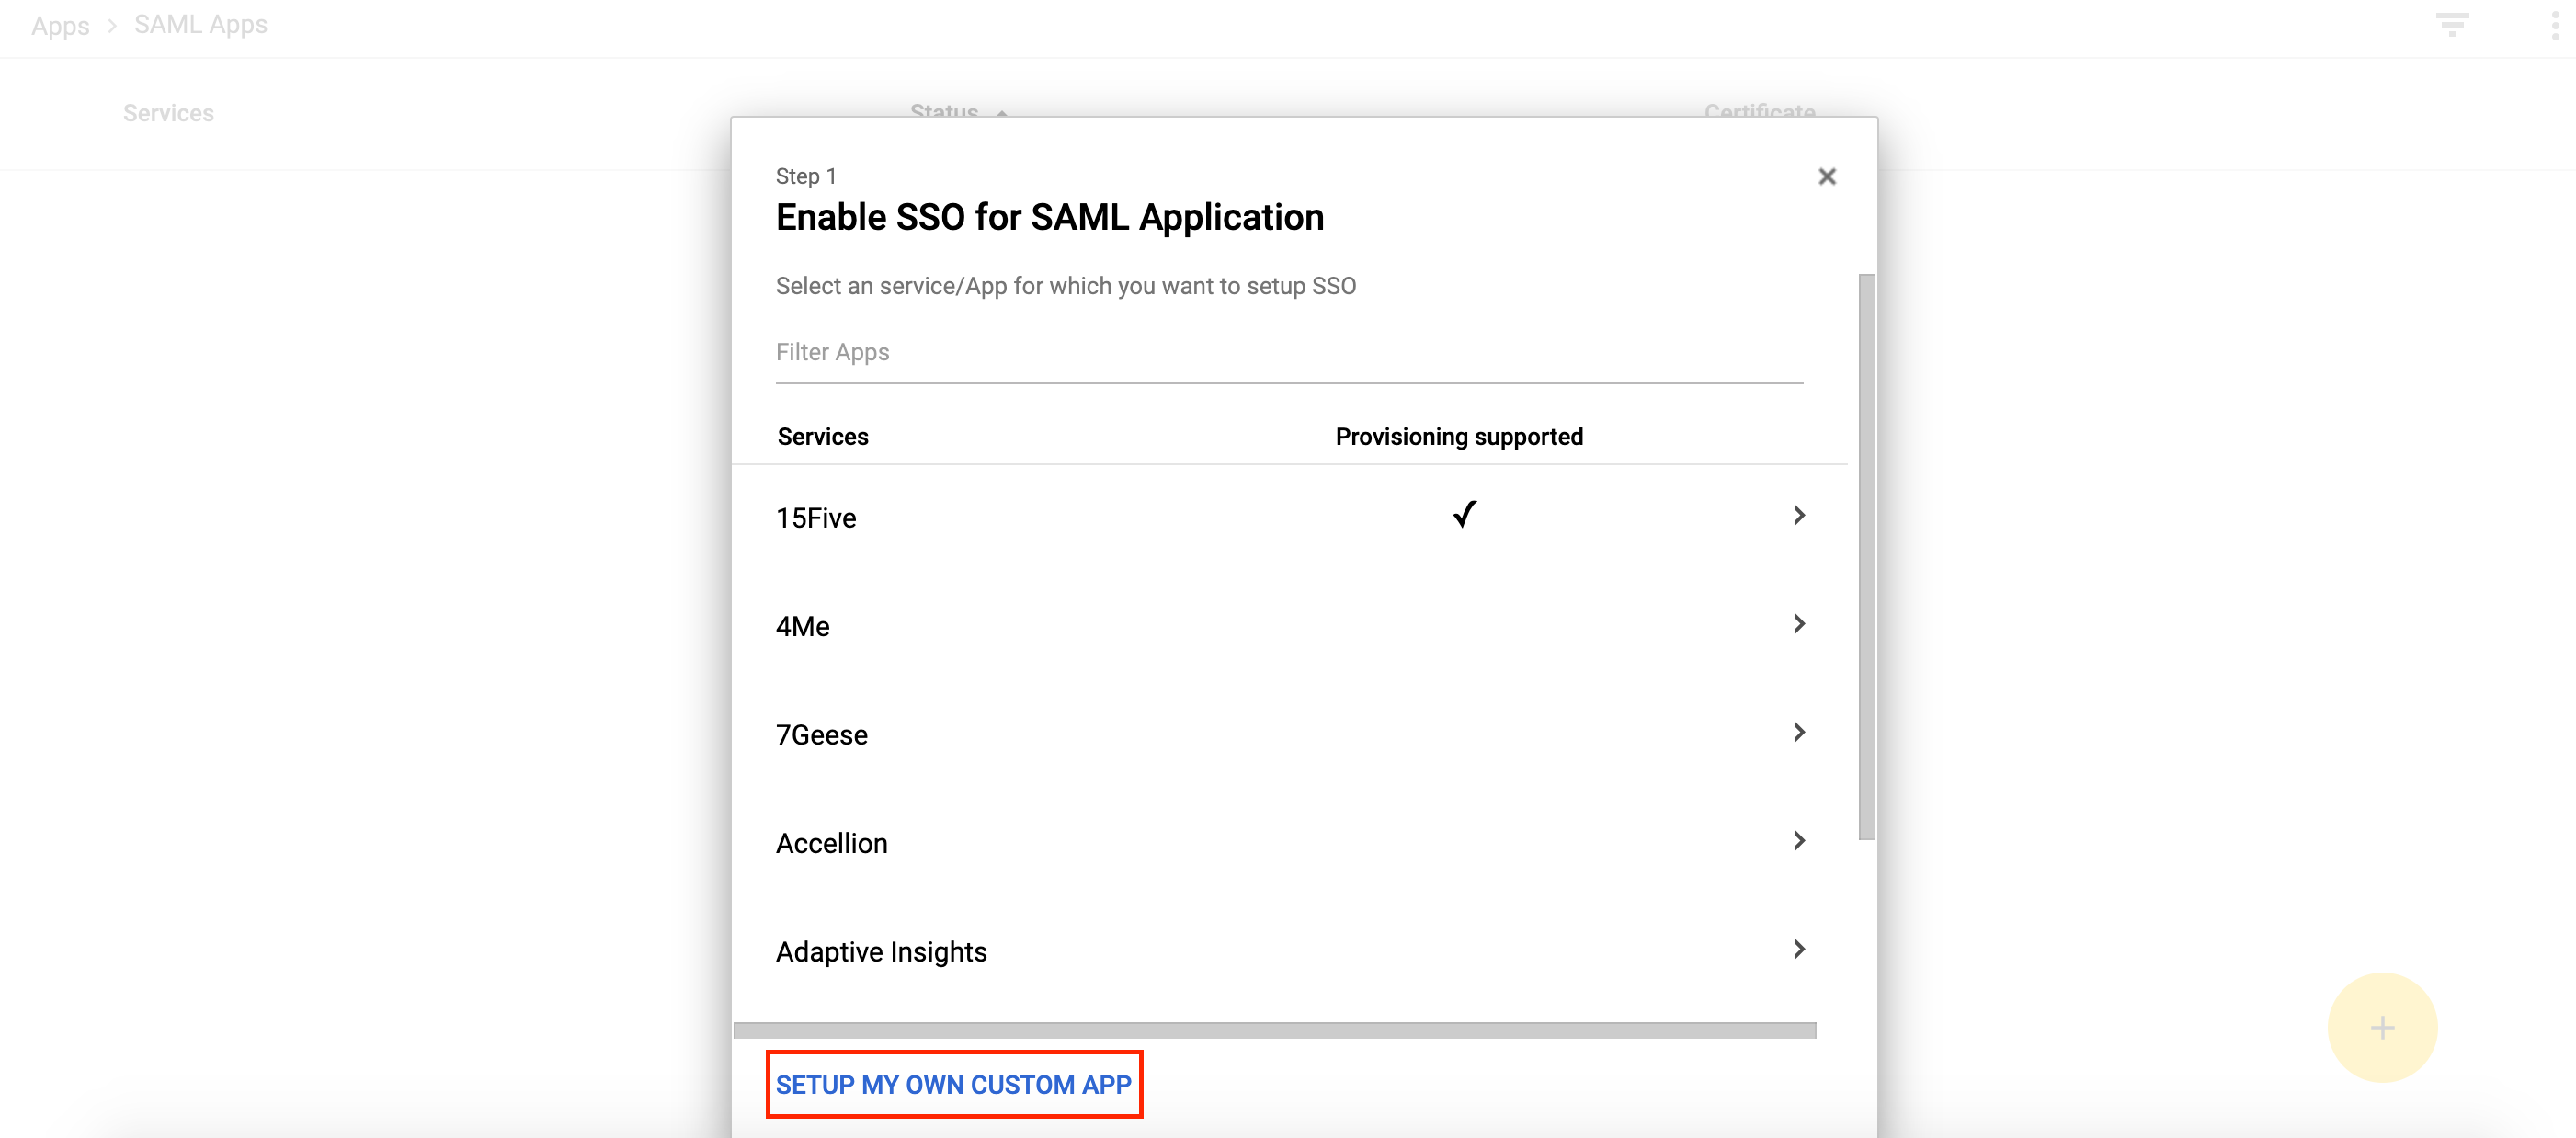 Apps > SAML Apps
Services Status Certificate
Step 1
Enable SSO for SAML Application
Select an service/App for which you want to setup SSO
Filter Apps
Services Provisioning supported
15Five
4Me
7Geese
Accellion
Adaptive Insights
SETUP MY OWN CUSTOM APP